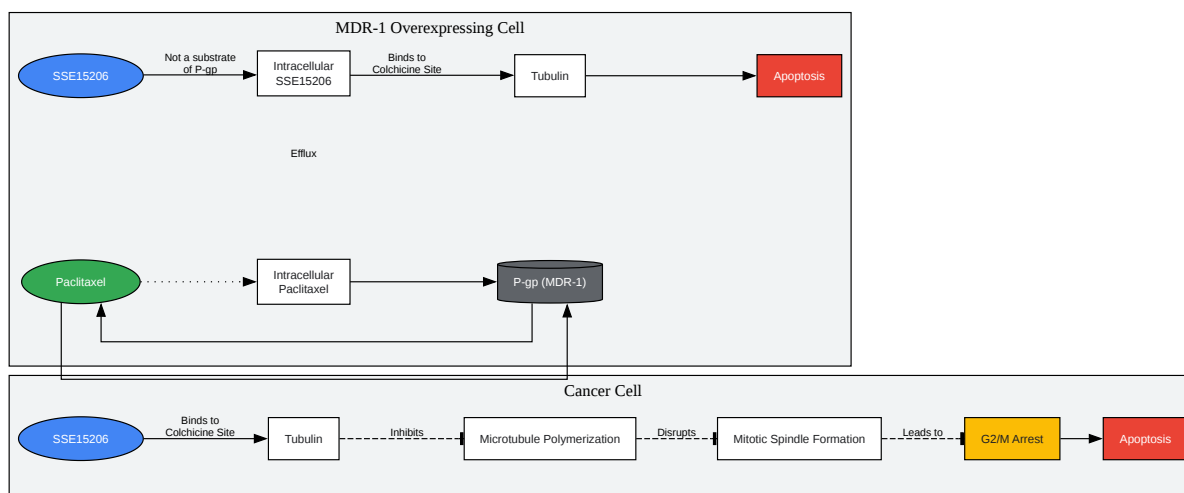 MDR-1 Overexpressing Cell
SSE15206
Not a substrate
of P-gp
Intracellular
SSE15206
Binds to
Colchicine Site
Tubulin
Apoptosis
Efflux
Paclitaxel
Intracellular
Paclitaxel
P-gp (MDR-1)
Cancer Cell
SSE15206
Binds to
Colchicine Site
Tubulin
Inhibits
Microtubule Polymerization
Disrupts
Mitotic Spindle Formation
Leads to
G2/M Arrest
Apoptosis